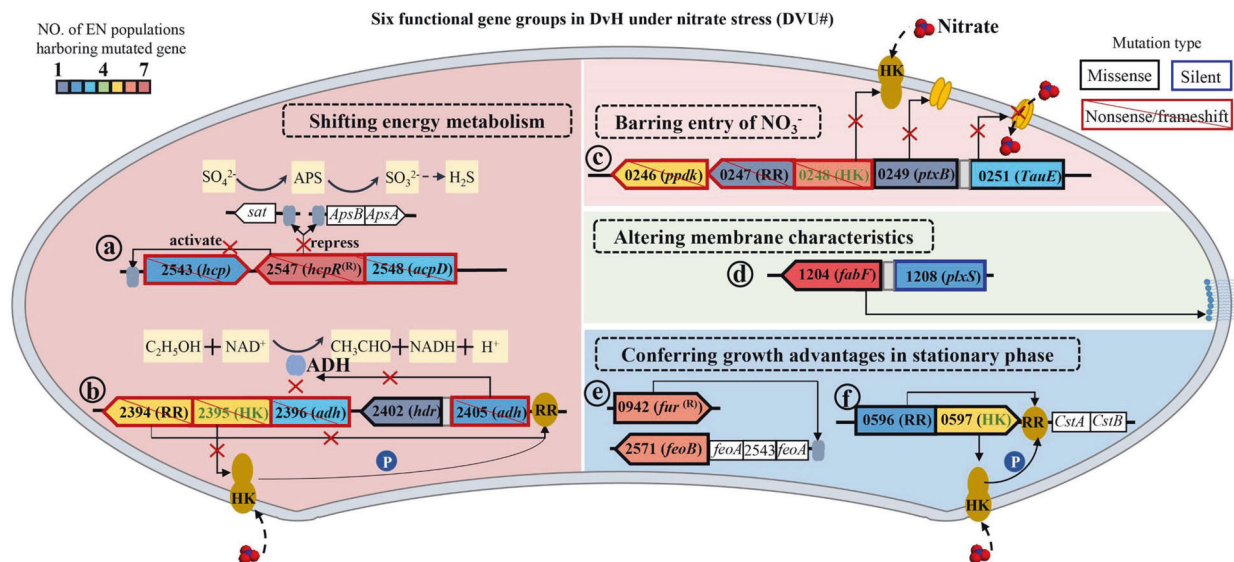 Six functional gene groups in DvH under nitrate stress (DVU#)
NO. of EN populations
harboring mutated gene
1 4 7
Nitrate
Mutation type
Missense
Silent
Nonsense/frameshift
HK
Shifting energy metabolism
SO₄²⁻ APS SO₃²⁻ H₂S
sat ApsB ApsA
a
activate repress
2543 (hcp) 2547 (hcpR⁽ᴿ⁾) 2548 (acpD)
C₂H₅OH + NAD⁺ CH₃CHO + NADH + H⁺
ADH
b
2394 (RR) 2395 (HK) 2396 (adh) 2402 (hdr) 2405 (adh) RR
P
HK
Barring entry of NO₃⁻
c
0246 (ppdk) 0247 (RR) 0248 (HK) 0249 (ptxB) 0251 (TauE)
Altering membrane characteristics
d
1204 (fabF) 1208 (plxS)
Conferring growth advantages in stationary phase
e
0942 (fur ⁽ᴿ⁾)
2571 (feoB) feoA 2543 feoA
f
0596 (RR) 0597 (HK) RR CstA CstB
P
HK